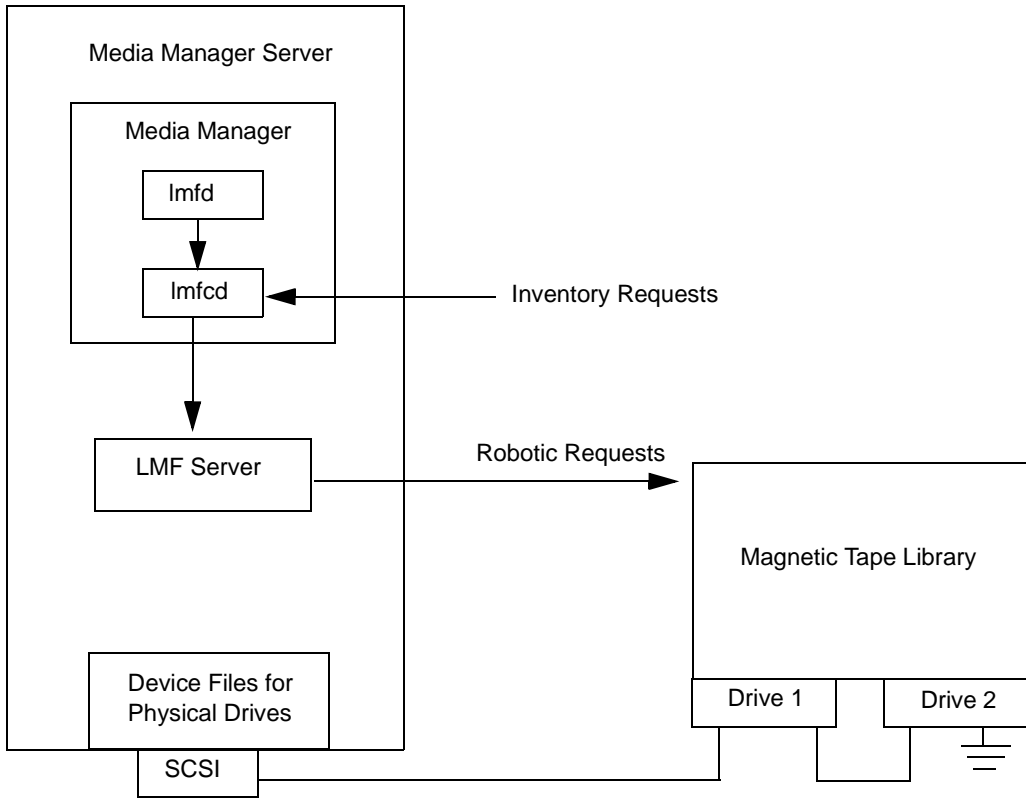 Media Manager Server
Media Manager
lmfd
lmfcd
Inventory Requests
LMF Server
Robotic Requests
Magnetic Tape Library
Device Files for
Physical Drives
Drive 1
Drive 2
SCSI